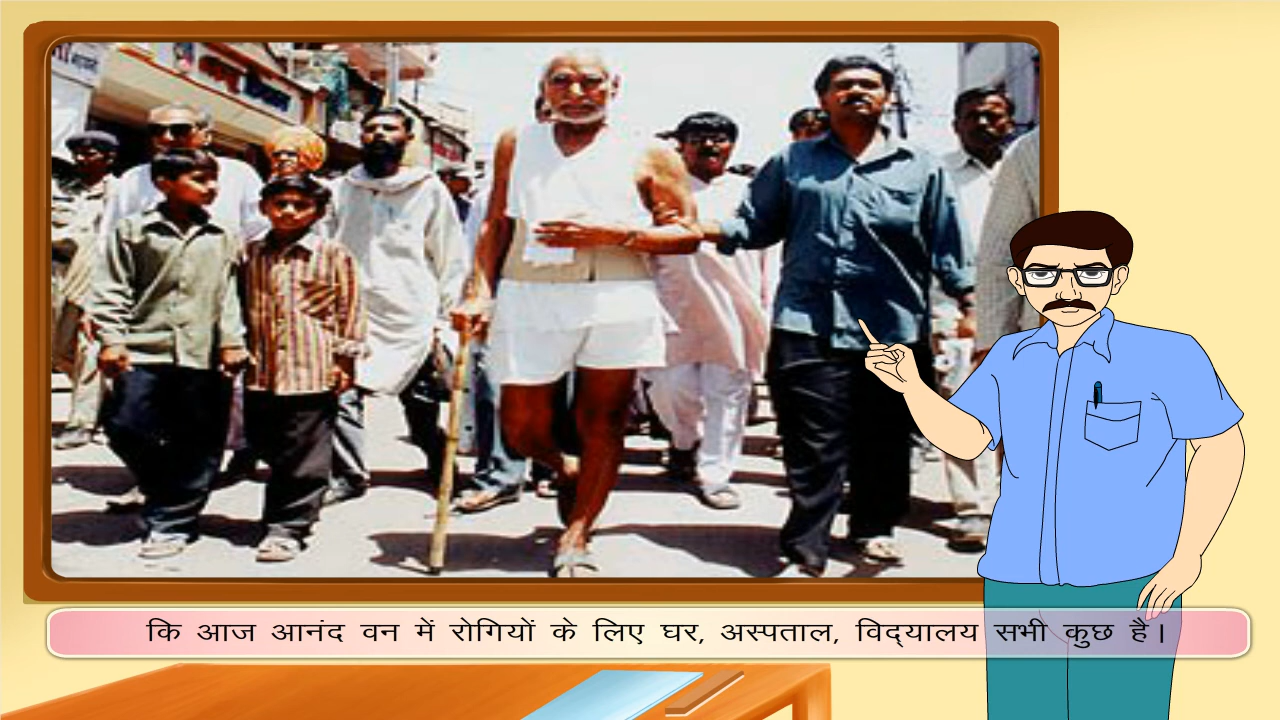 कि आज आनंद वन में रोगियों के लिए घर, अस्पताल, विद्यालय सभी कुछ है।